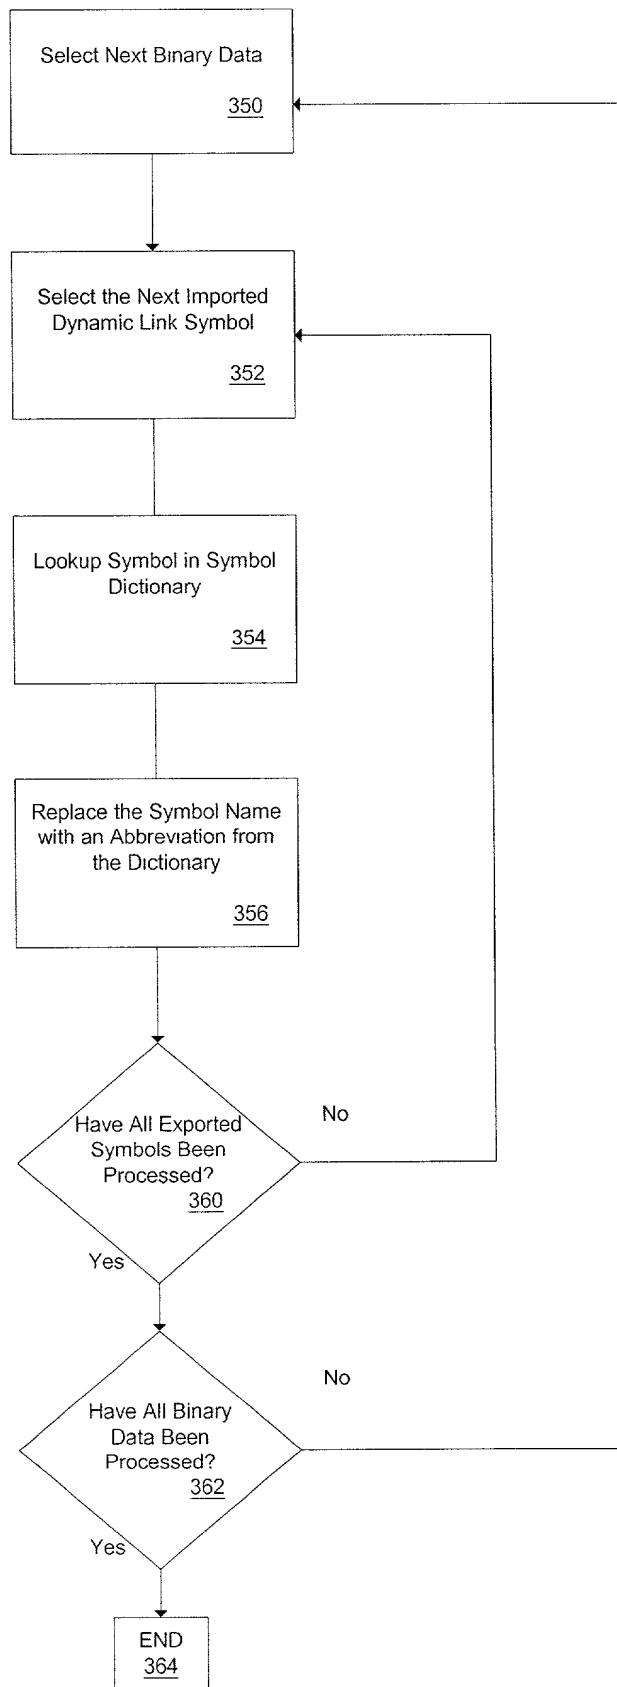 Select Next Binary Data
350
Select the Next Imported
Dynamic Link Symbol
352
Lookup Symbol in Symbol
Dictionary
354
Replace the Symbol Name
with an Abbreviation from
the Dictionary
356
Have All Exported
Symbols Been
Processed?
360
No
Yes
Have All Binary
Data Been
Processed?
362
No
Yes
END
364